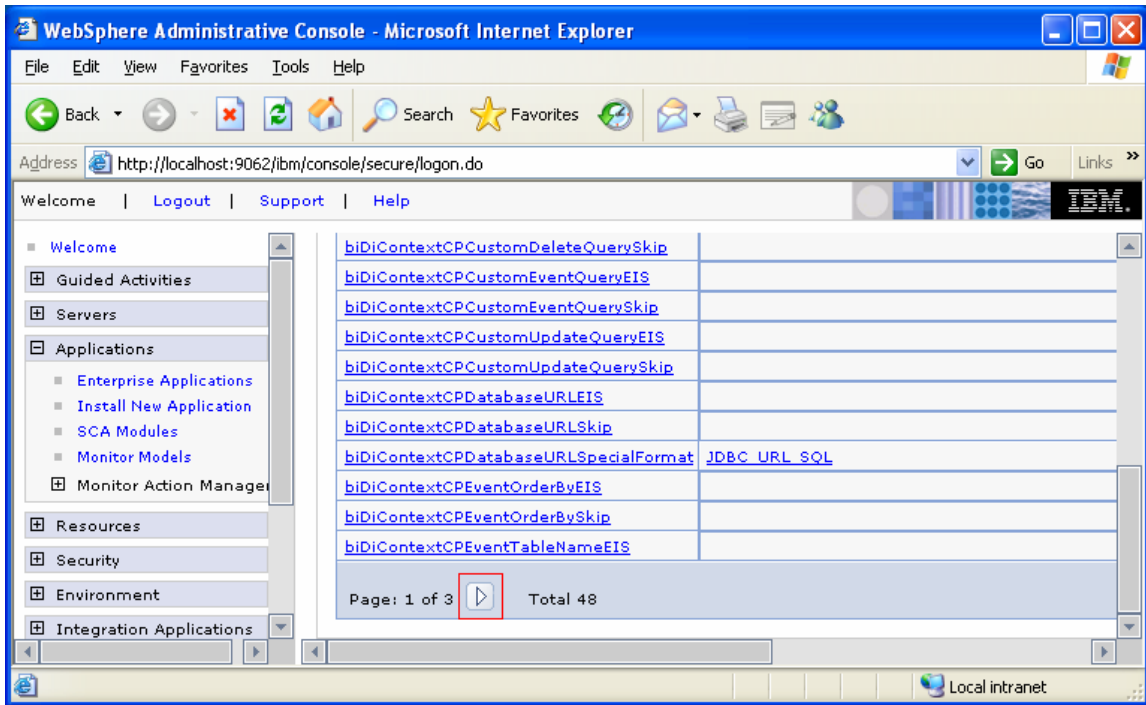 WebSphere Administrative Console - Microsoft Internet Explorer
File Edit View Favorites Tools Help
Back Search Favorites
Address http://localhost:9062/ibm/console/secure/logon.do Go Links »
Welcome | Logout | Support | Help IBM.
Welcome
Guided Activities
Servers
Applications
Enterprise Applications
Install New Application
SCA Modules
Monitor Models
Monitor Action Manager
Resources
Security
Environment
Integration Applications
biDiContextCPCustomDeleteQuerySkip
biDiContextCPCustomEventQueryEIS
biDiContextCPCustomEventQuerySkip
biDiContextCPCustomUpdateQueryEIS
biDiContextCPCustomUpdateQuerySkip
biDiContextCPDatabaseURLEIS
biDiContextCPDatabaseURLSkip
biDiContextCPDatabaseURLSpecialFormat JDBC_URL_SQL
biDiContextCPEventOrderByEIS
biDiContextCPEventOrderBySkip
biDiContextCPEventTableNameEIS
Page: 1 of 3 Total 48
Local intranet